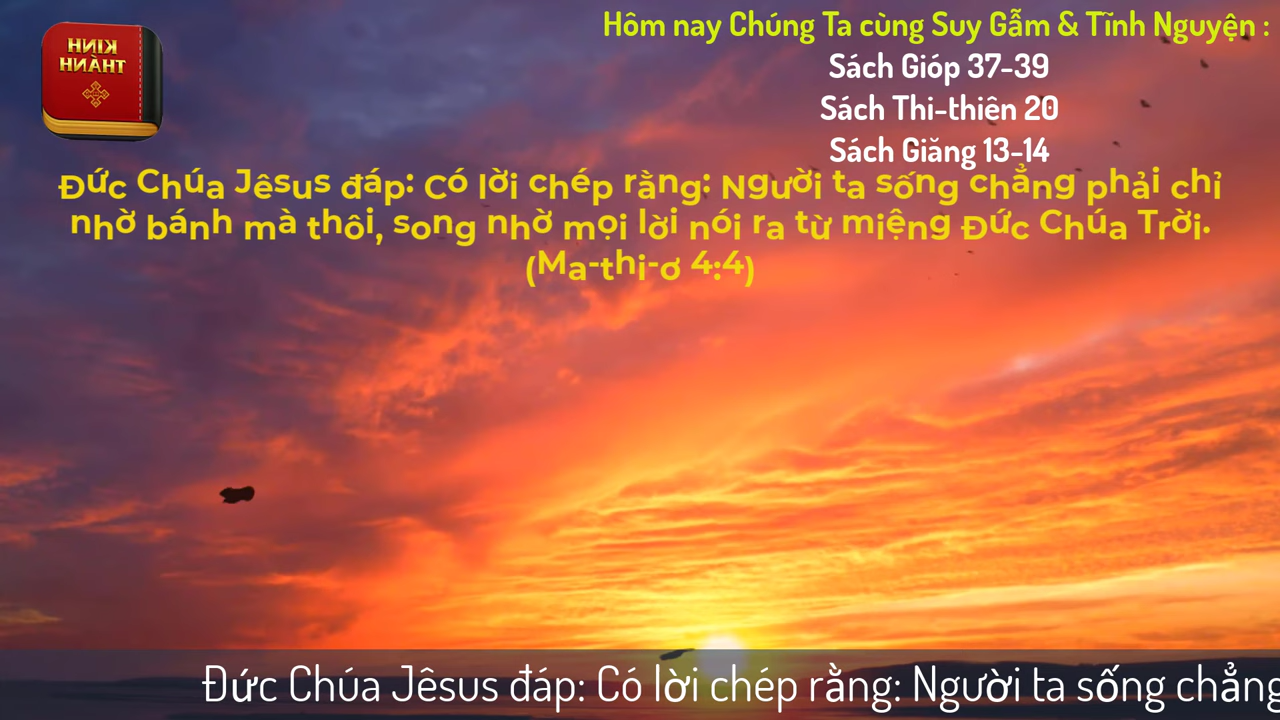 KINH
THÀNH
Hôm nay Chúng Ta cùng Suy Gẫm & Tĩnh Nguyện :
Sách Gióp 37-39
Sách Thi-thiên 20
Sách Giăng 13-14
Đức Chúa Jêsus đáp: Có lời chép rằng: Người ta sống chẳng phải chỉ
nhờ bánh mà thôi, song nhờ mọi lời nói ra từ miệng Đức Chúa Trời.
(Ma-thi-ơ 4:4)
Đức Chúa Jêsus đáp: Có lời chép rằng: Người ta sống chẳng